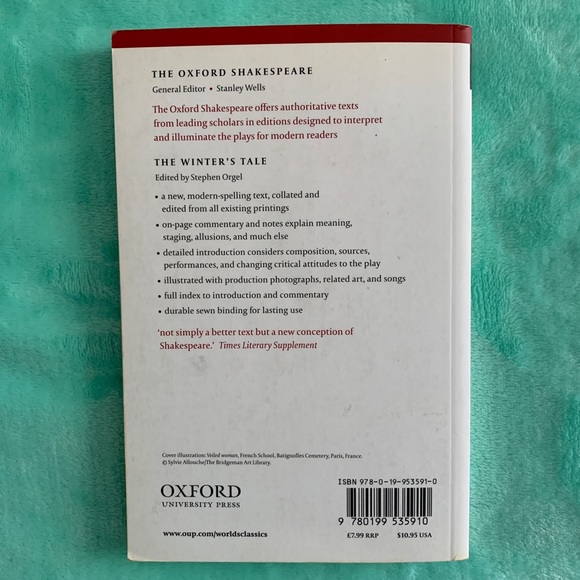 THE OXFORD SHAKESPEARE
General Editor • Stanley Wells
The Oxford Shakespeare offers authoritative texts
from leading scholars in editions designed to interpret
and illuminate the plays for modern readers
THE WINTER'S TALE
Edited by Stephen Orgel
• a new, modern-spelling text, collated and
edited from all existing printings
• on-page commentary and notes explain meaning,
staging, allusions, and much else
• detailed introduction considers composition, sources,
performances, and changing critical attitudes to the play
• illustrated with production photographs, related art, and songs
• full index to introduction and commentary
• durable sewn binding for lasting use
'not simply a better text but a new conception of
Shakespeare.' Times Literary Supplement
Cover illustration: Veiled woman, French School, Batignolles Cemetery, Paris, France.
© Sylvie Allouche/The Bridgeman Art Library.
OXFORD
UNIVERSITY PRESS
www.oup.com/worldsclassics
ISBN 978-0-19-953591-0
9 780199 535910
£7.99 RRP $10.95 USA